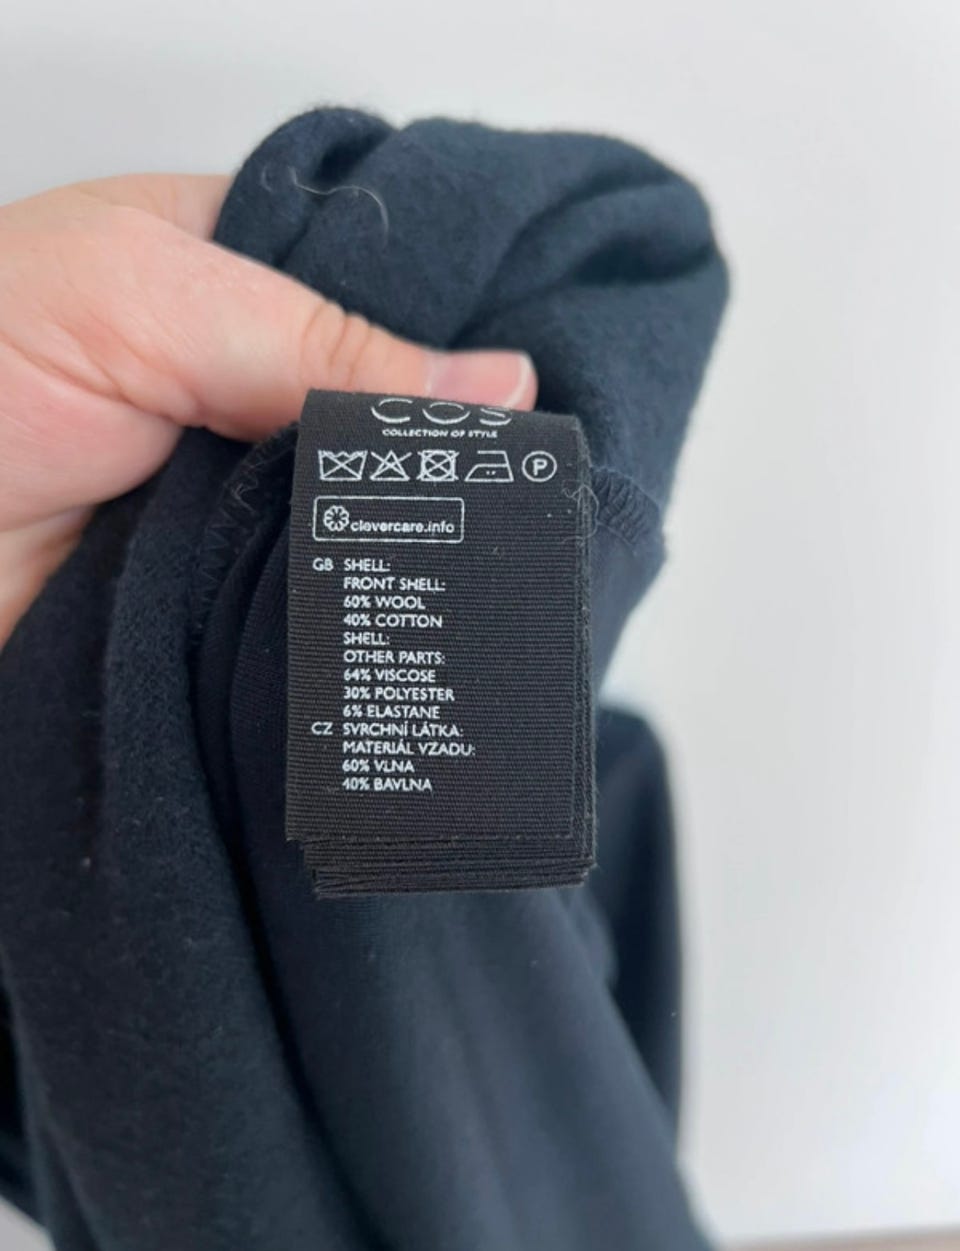 COS
COLLECTION OF STYLE
P
clevercare.info
GB SHELL:
FRONT SHELL:
60% WOOL
40% COTTON
SHELL:
OTHER PARTS:
64% VISCOSE
30% POLYESTER
6% ELASTANE
CZ SVRCHNÍ LÁTKA:
MATERIÁL VZADU:
60% VLNA
40% BAVLNA